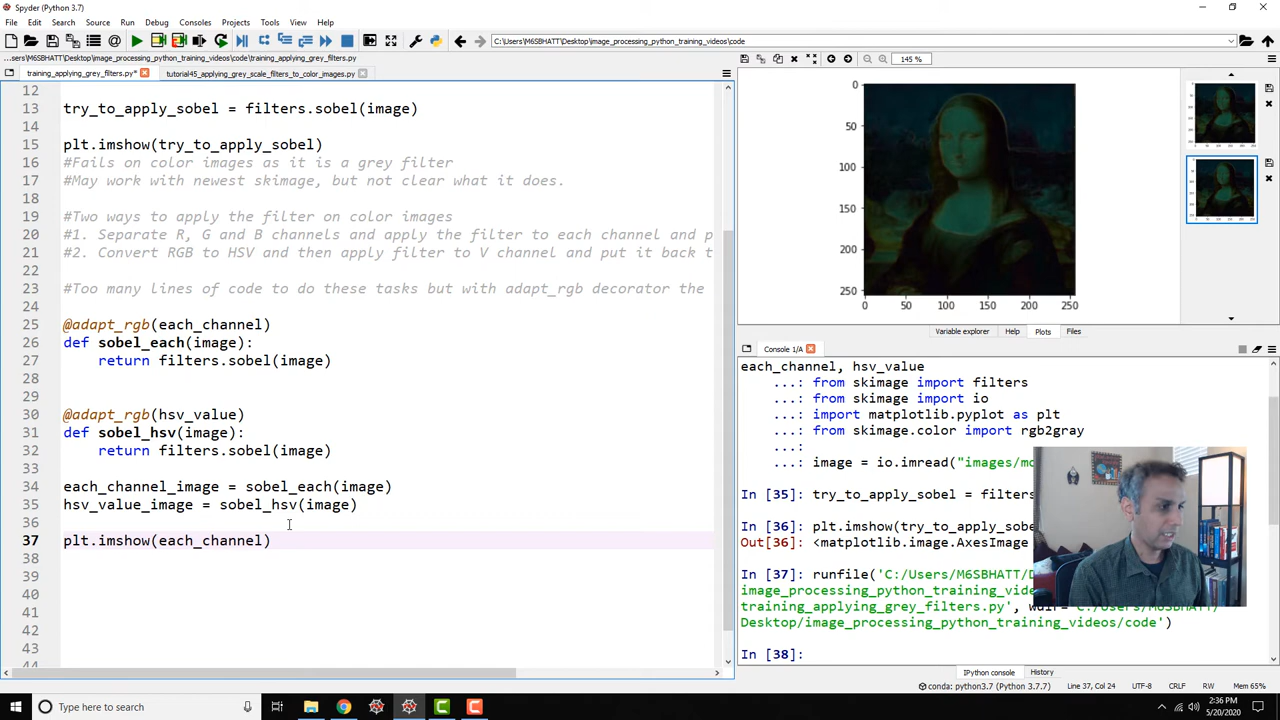 Spyder (Python 3.7)
File Edit Search Source Run Debug Consoles Projects Tools View Help
C:\Users\M6SBHATT\Desktop\image_processing_python_training_videos\code
...sers\M6SBHATT\Desktop\image_processing_python_training_videos\code\training_applying_grey_filters.py
training_applying_grey_filters.py*
tutorial45_applying_grey_scale_filters_to_color_images.py
145 %
12
13 try_to_apply_sobel = filters.sobel(image)
14
15 plt.imshow(try_to_apply_sobel)
16 #Fails on color images as it is a grey filter
17 #May work with newest skimage, but not clear what it does.
18
19 #Two ways to apply the filter on color images
20 #1. Separate R, G and B channels and apply the filter to each channel and p
21 #2. Convert RGB to HSV and then apply filter to V channel and put it back t
22
23 #Too many lines of code to do these tasks but with adapt_rgb decorator the
24
25 @adapt_rgb(each_channel)
26 def sobel_each(image):
27 return filters.sobel(image)
28
29
30 @adapt_rgb(hsv_value)
31 def sobel_hsv(image):
32 return filters.sobel(image)
33
34 each_channel_image = sobel_each(image)
35 hsv_value_image = sobel_hsv(image)
36
37 plt.imshow(each_channel)
38
39
40
41
42
43
44
0
50
100
150
200
250
0 50 100 150 200 250
Variable explorer Help Plots Files
Console 1/A
each_channel, hsv_value
...: from skimage import filters
...: from skimage import io
...: import matplotlib.pyplot as plt
...: from skimage.color import rgb2gray
...:
...: image = io.imread("images/mo
In [35]: try_to_apply_sobel = filters
In [36]: plt.imshow(try_to_apply_sob
Out[36]: <matplotlib.image.AxesImage
In [37]: runfile('C:/Users/M6SBHATT/D
image_processing_python_training_vide
training_applying_grey_filters.py', wdir='C:/Users/M6SBHATT/
Desktop/image_processing_python_training_videos/code')
In [38]:
IPython console History
conda: python3.7 (Python 3.7.7) Line 37, Col 24 UTF-8 CRLF RW Mem 65%
Type here to search
2:36 PM
5/20/2020